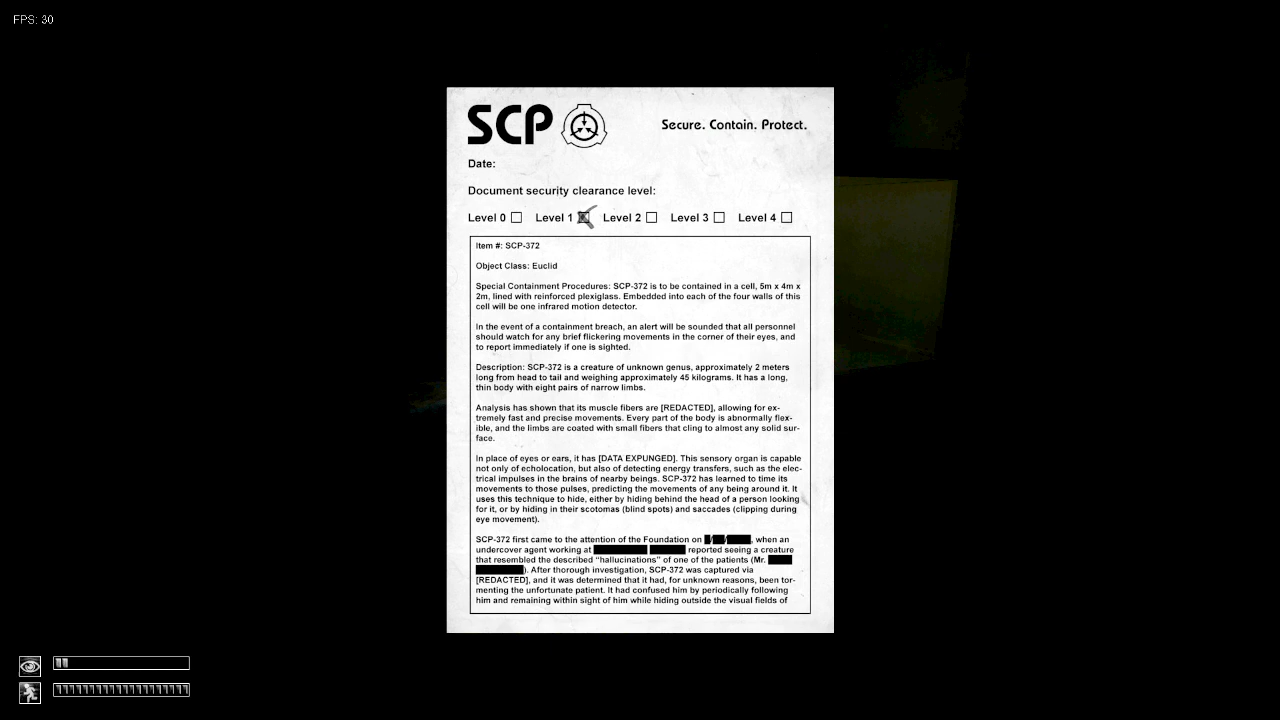 FPS: 30
SCP
Secure. Contain. Protect.
Date:
Document security clearance level:
Level 0 Level 1 Level 2 Level 3 Level 4
Item #: SCP-372
Object Class: Euclid
Special Containment Procedures: SCP-372 is to be contained in a cell, 5m x 4m x
2m, lined with reinforced plexiglass. Embedded into each of the four walls of this
cell will be one infrared motion detector.
In the event of a containment breach, an alert will be sounded that all personnel
should watch for any brief flickering movements in the corner of their eyes, and
to report immediately if one is sighted.
Description: SCP-372 is a creature of unknown genus, approximately 2 meters
long from head to tail and weighing approximately 45 kilograms. It has a long,
thin body with eight pairs of narrow limbs.
Analysis has shown that its muscle fibers are [REDACTED], allowing for ex-
tremely fast and precise movements. Every part of the body is abnormally flex-
ible, and the limbs are coated with small fibers that cling to almost any solid sur-
face.
In place of eyes or ears, it has [DATA EXPUNGED]. This sensory organ is capable
not only of echolocation, but also of detecting energy transfers, such as the elec-
trical impulses in the brains of nearby beings. SCP-372 has learned to time its
movements to those pulses, predicting the movements of any being around it. It
uses this technique to hide, either by hiding behind the head of a person looking
for it, or by hiding in their scotomas (blind spots) and saccades (clipping during
eye movement).
SCP-372 first came to the attention of the Foundation on / / , when an
undercover agent working at reported seeing a creature
that resembled the described “hallucinations” of one of the patients (Mr.
). After thorough investigation, SCP-372 was captured via
[REDACTED], and it was determined that it had, for unknown reasons, been tor-
menting the unfortunate patient. It had confused him by periodically following
him and remaining within sight of him while hiding outside the visual fields of